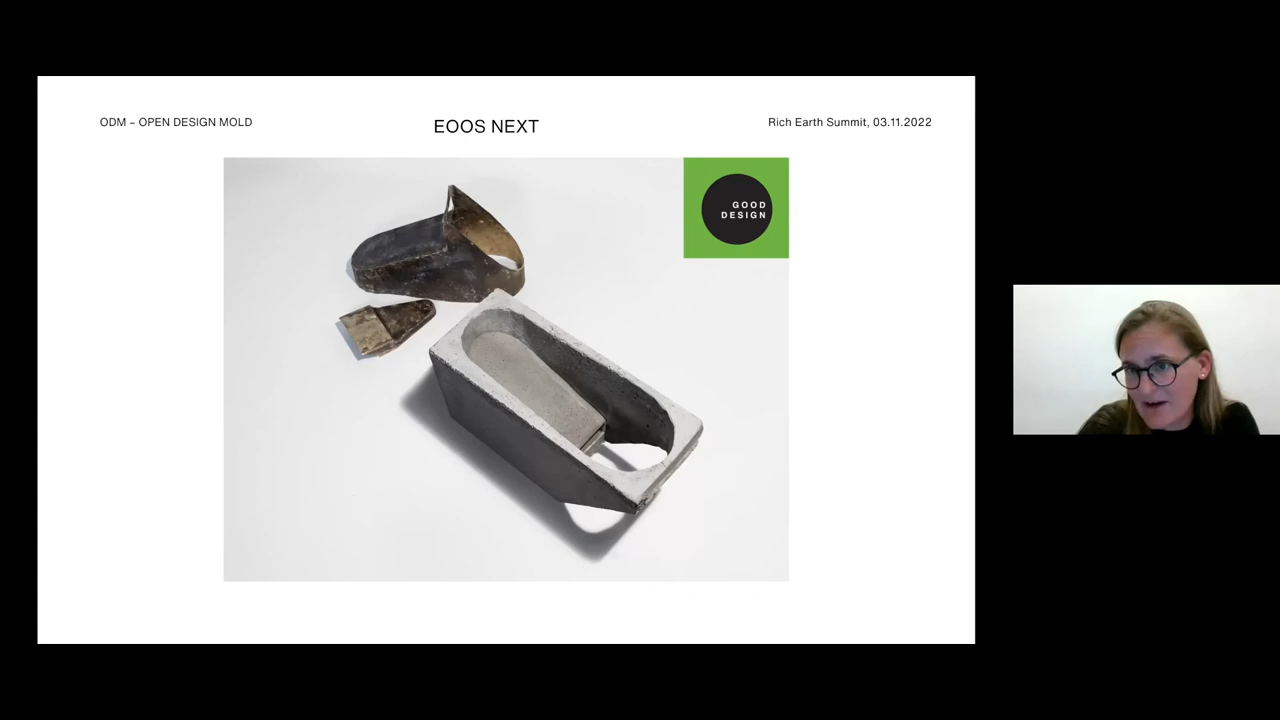 ODM – OPEN DESIGN MOLD
EOOS NEXT
Rich Earth Summit, 03.11.2022
GOOD
DESIGN